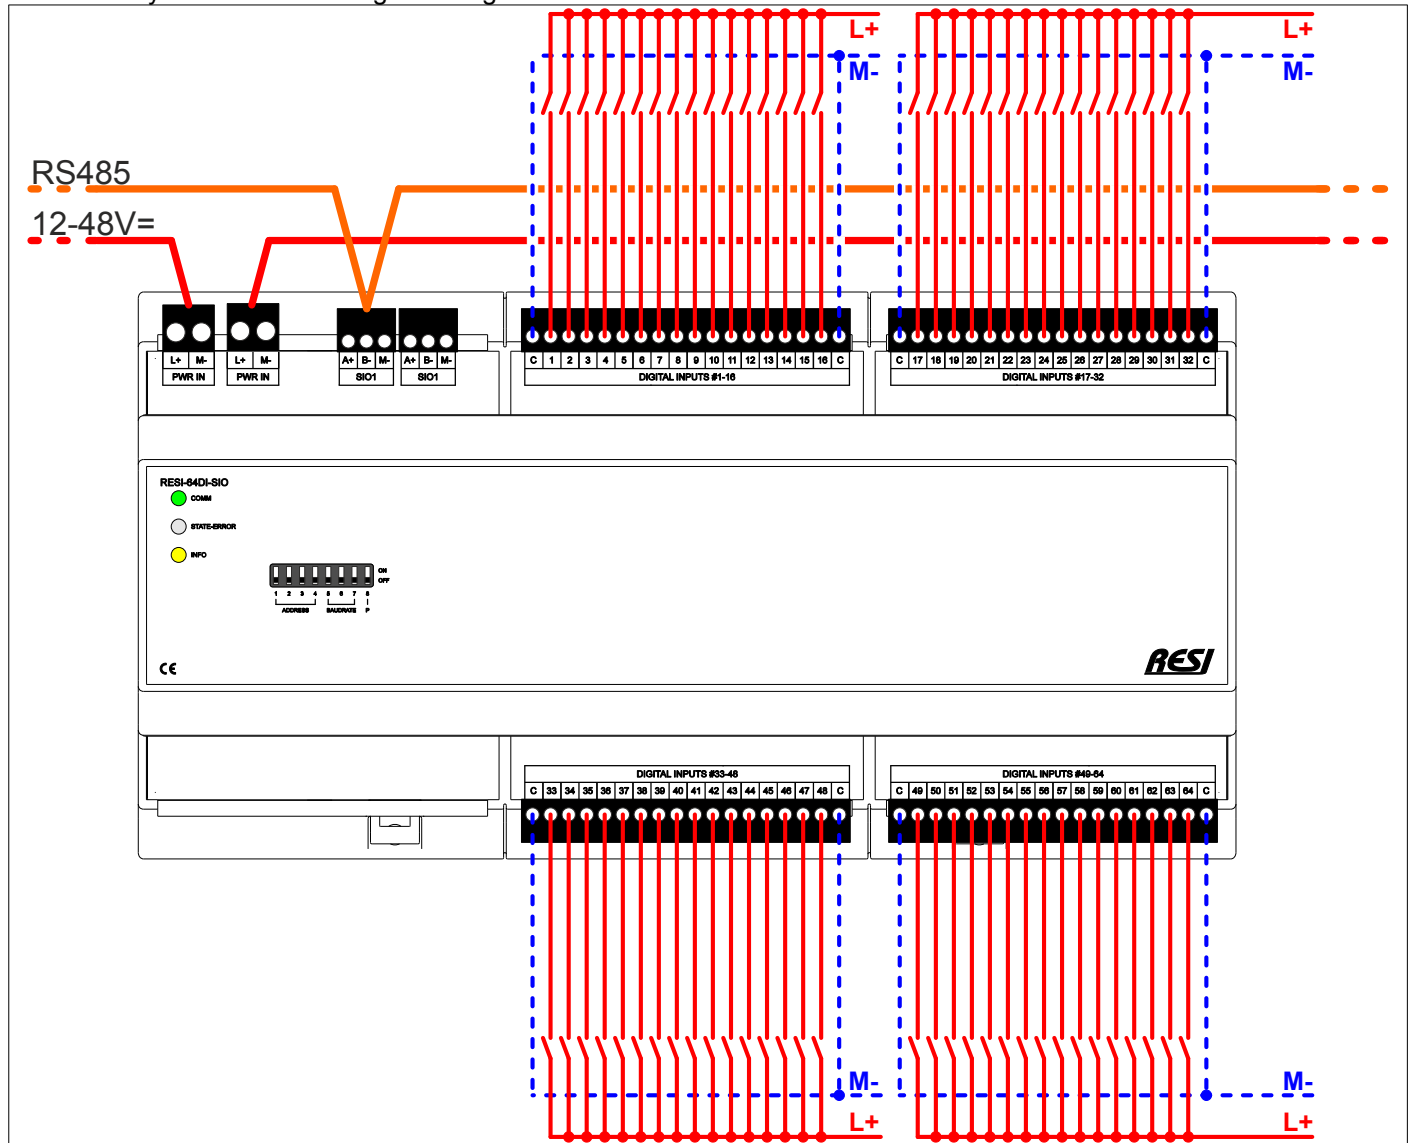 L+ L+
M- M-
RS485
12-48V=
L+ M- L+ M- A+ B- M- A+ B- M- C 1 2 3 4 5 6 7 8 9 10 11 12 13 14 15 16 C C 17 18 19 20 21 22 23 24 25 26 27 28 29 30 31 32 C
PWR IN PWR IN SIO1 SIO1 DIGITAL INPUTS #1-16 DIGITAL INPUTS #17-32
RESI-64DI-SIO
COMM
STATE-ERROR
INFO
ON
OFF
1 2 3 4 5 6 7 8
ADDRESS BAUDRATE P
CE RESI
DIGITAL INPUTS #33-48 DIGITAL INPUTS #49-64
C 33 34 35 36 37 38 39 40 41 42 43 44 45 46 47 48 C C 49 50 51 52 53 54 55 56 57 58 59 60 61 62 63 64 C
M- M-
L+ L+